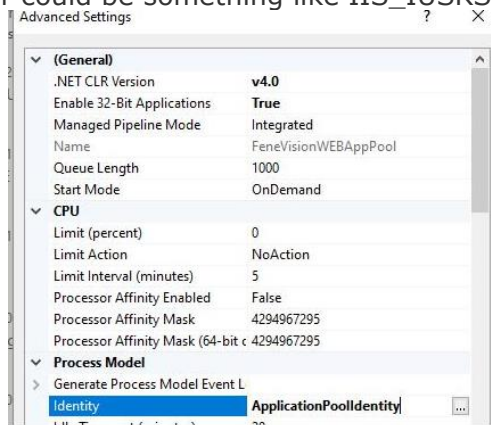 r could be something like IIS_IUSRS
Advanced Settings ? ×
(General)
.NET CLR Version v4.0
Enable 32-Bit Applications True
Managed Pipeline Mode Integrated
Name FeneVisionWEBAppPool
Queue Length 1000
Start Mode OnDemand
CPU
Limit (percent) 0
Limit Action NoAction
Limit Interval (minutes) 5
Processor Affinity Enabled False
Processor Affinity Mask 4294967295
Processor Affinity Mask (64-bit c 4294967295
Process Model
Generate Process Model Event L
Identity ApplicationPoolIdentity ...